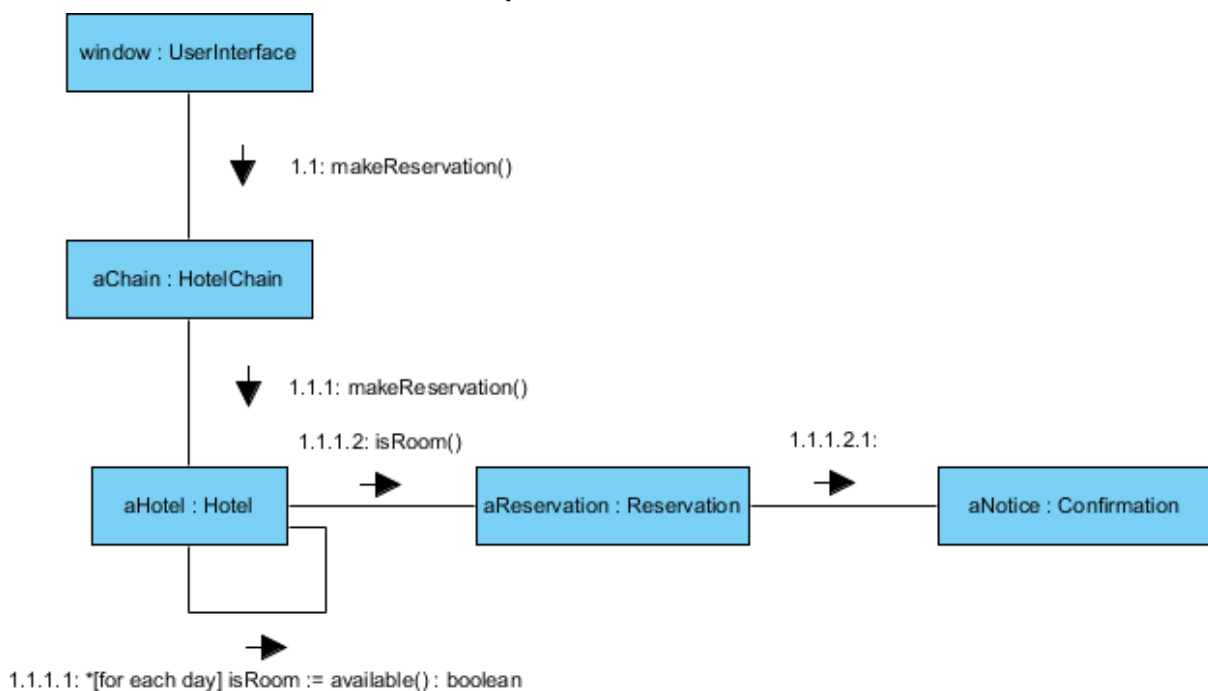 window : UserInterface
1.1: makeReservation()
aChain : HotelChain
1.1.1: makeReservation()
1.1.1.2: isRoom()
1.1.1.2.1:
aHotel : Hotel
aReservation : Reservation
aNotice : Confirmation
1.1.1.1: *[for each day] isRoom := available() : boolean